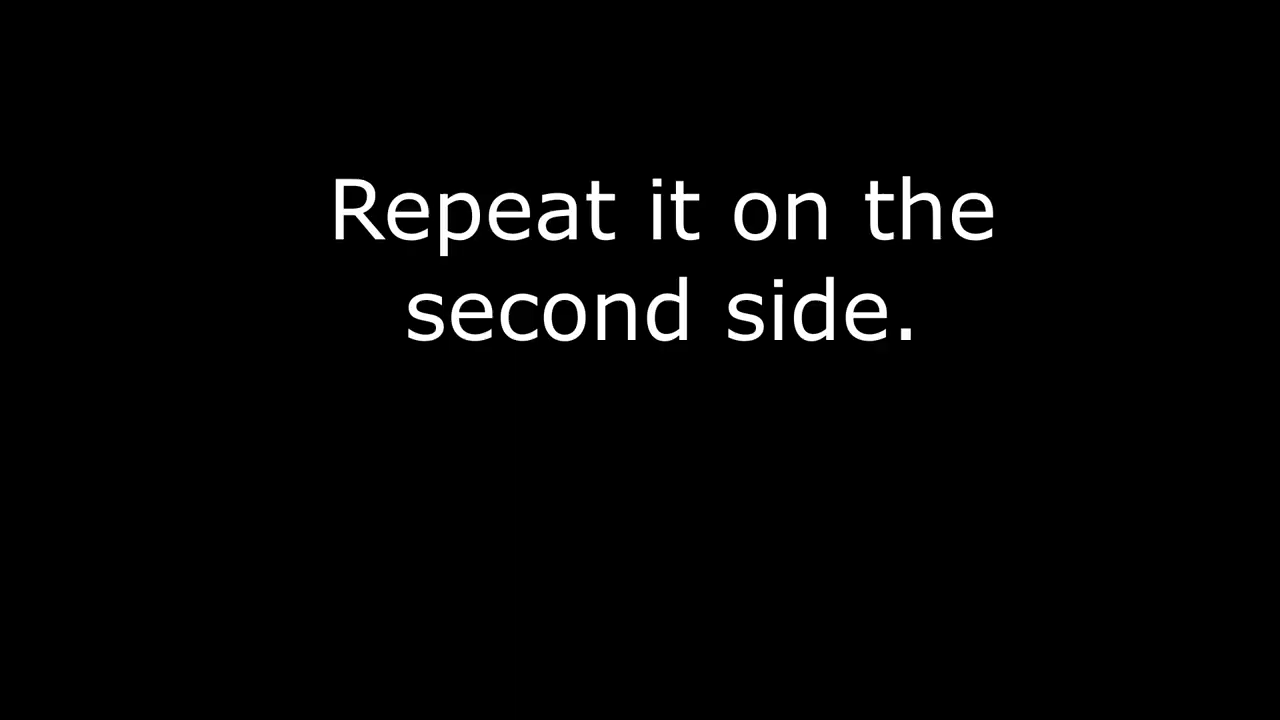 Repeat it on the
second side.